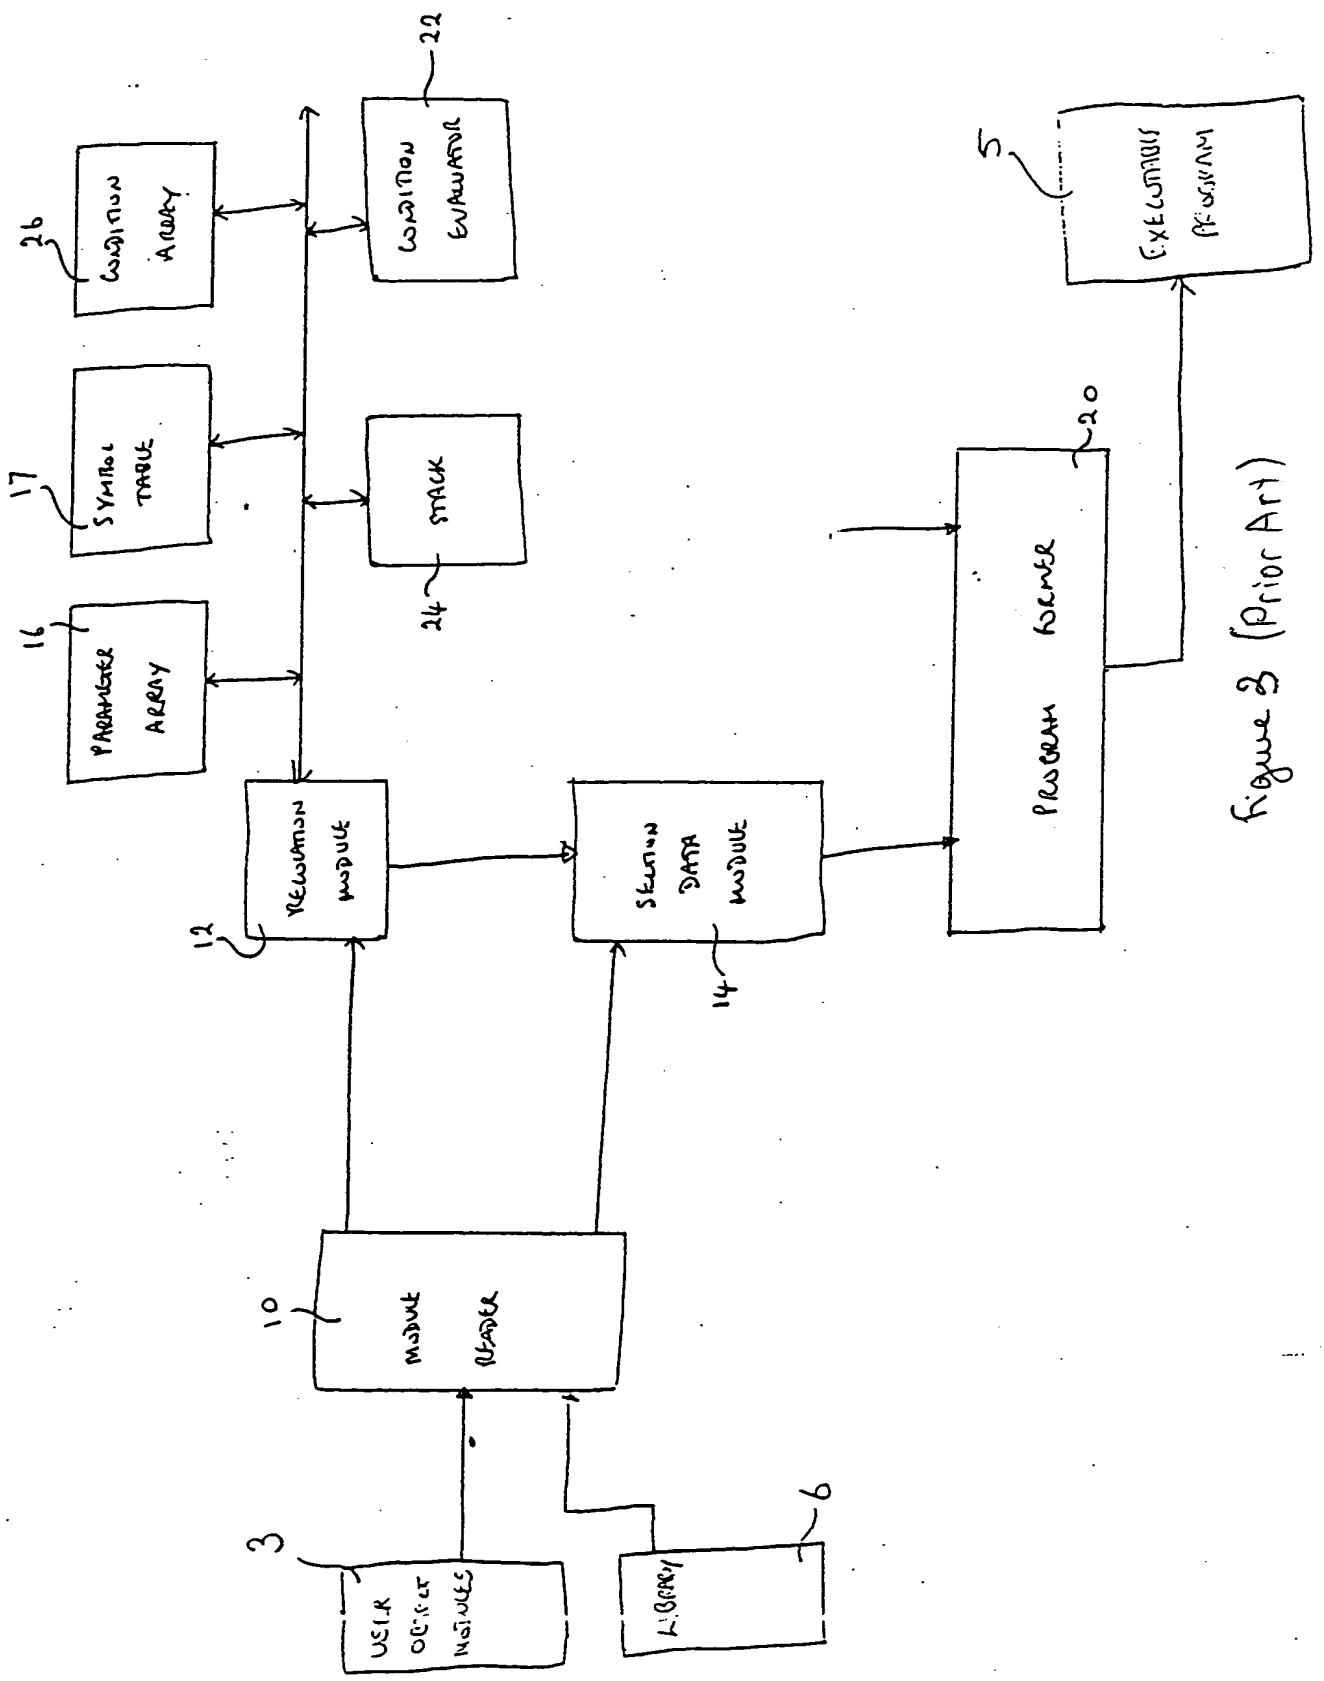 3
USER
OBJECT
MODULES
LIBRARY
6
10
MODULE
READER
12
RELOCATION
MODULE
SECTION
DATA
MODULE
14
16
PARAMETER
ARRAY
17
SYMBOL
TABLE
26
CONDITION
ARRAY
STACK
24
CONDITION
EVALUATOR
22
PROGRAM FORMER
20
5
EXECUTABLE
PROGRAM
Figure 3 (Prior Art)